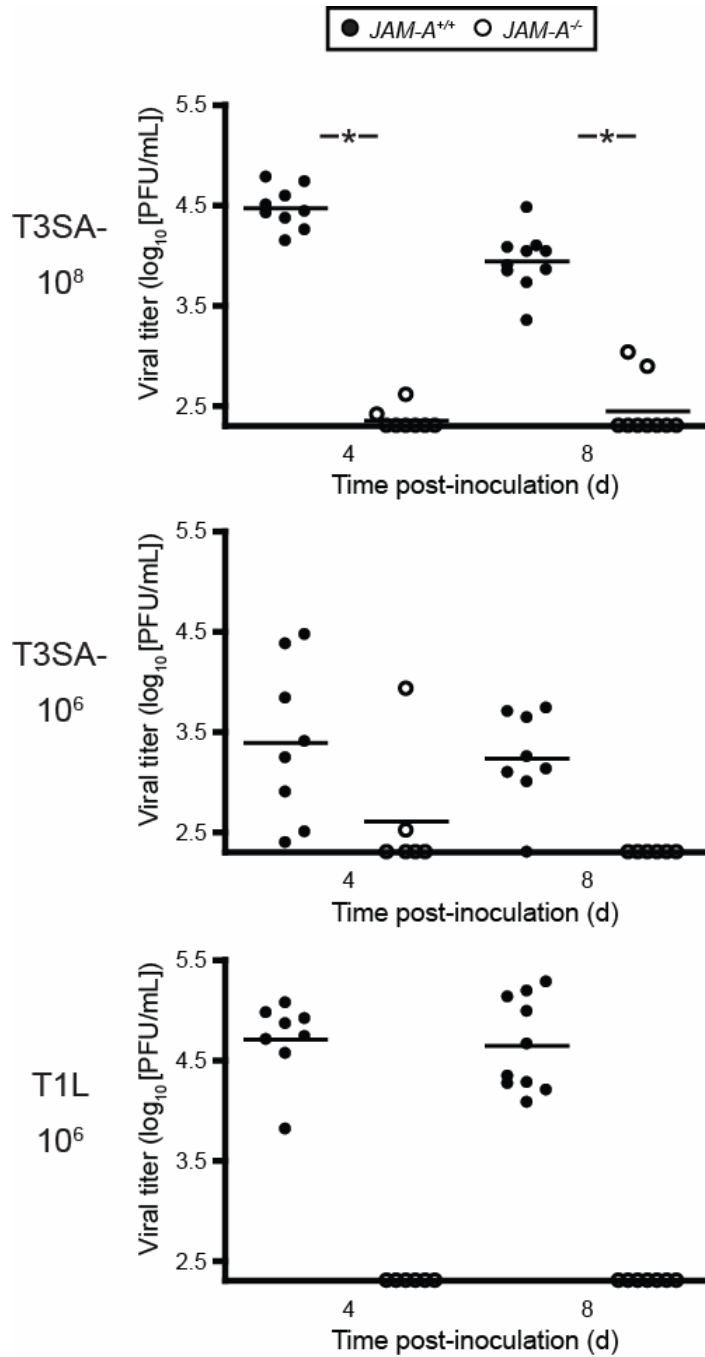 ● JAM-A+/+ ○ JAM-A-/-
T3SA-
10⁸
Viral titer (log₁₀[PFU/mL])
5.5
4.5
3.5
2.5
* *
4 8
Time post-inoculation (d)
T3SA-
10⁶
Viral titer (log₁₀[PFU/mL])
5.5
4.5
3.5
2.5
4 8
Time post-inoculation (d)
T1L
10⁶
Viral titer (log₁₀[PFU/mL])
5.5
4.5
3.5
2.5
4 8
Time post-inoculation (d)